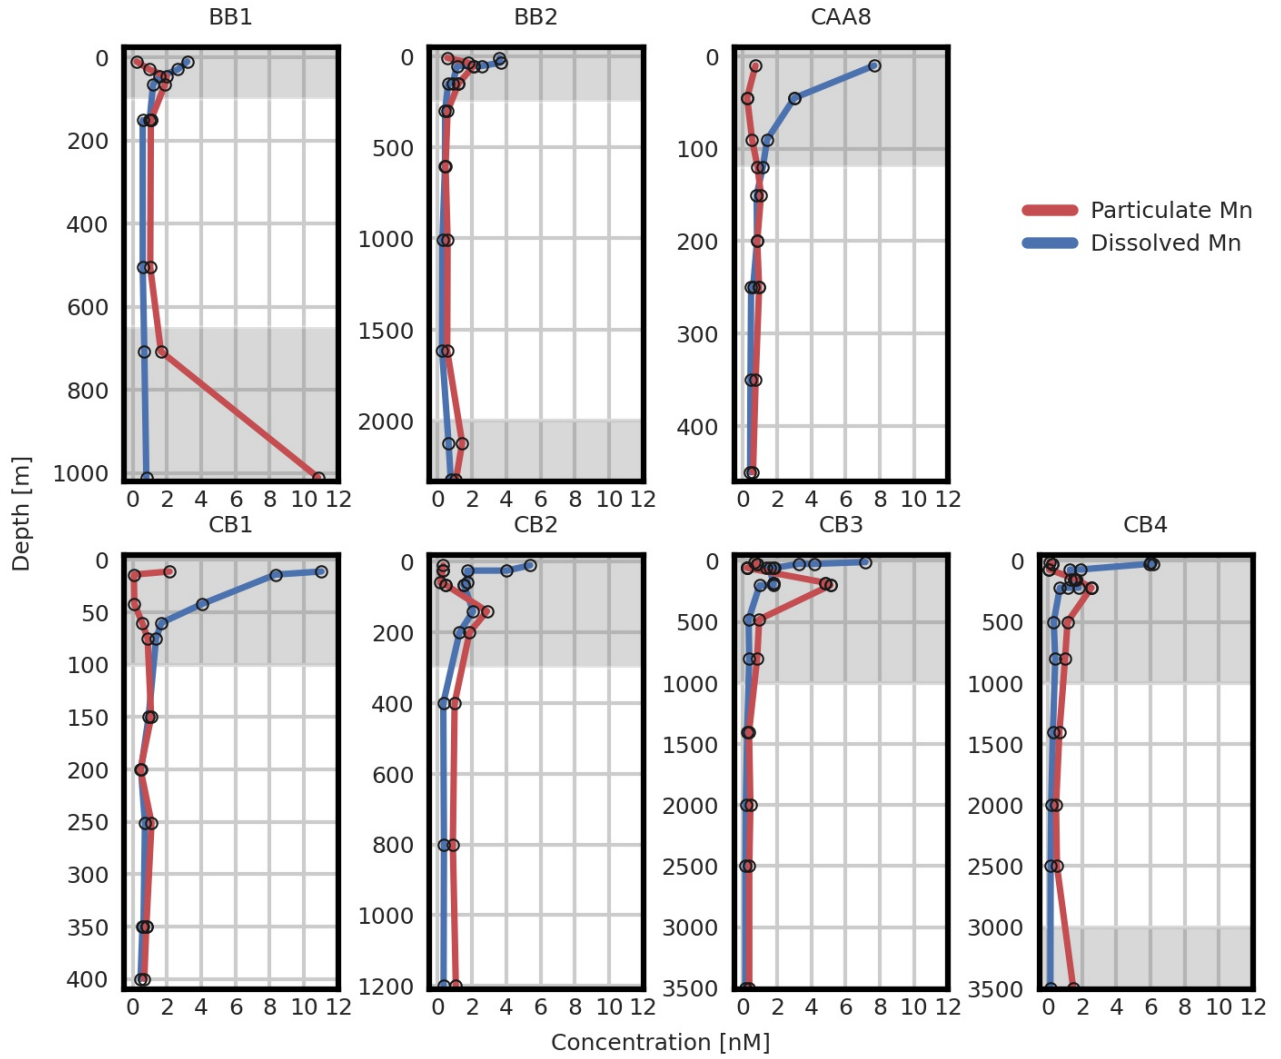 BB1
BB2
CAA8
0
200
400
600
800
1000
0 2 4 6 8 10 12
0
500
1000
1500
2000
0 2 4 6 8 10 12
0
100
200
300
400
0 2 4 6 8 10 12
Particulate Mn
Dissolved Mn
Depth [m]
CB1
CB2
CB3
CB4
0
50
100
150
200
250
300
350
400
0 2 4 6 8 10 12
0
200
400
600
800
1000
1200
0 2 4 6 8 10 12
0
500
1000
1500
2000
2500
3000
3500
0 2 4 6 8 10 12
0
500
1000
1500
2000
2500
3000
3500
0 2 4 6 8 10 12
Concentration [nM]